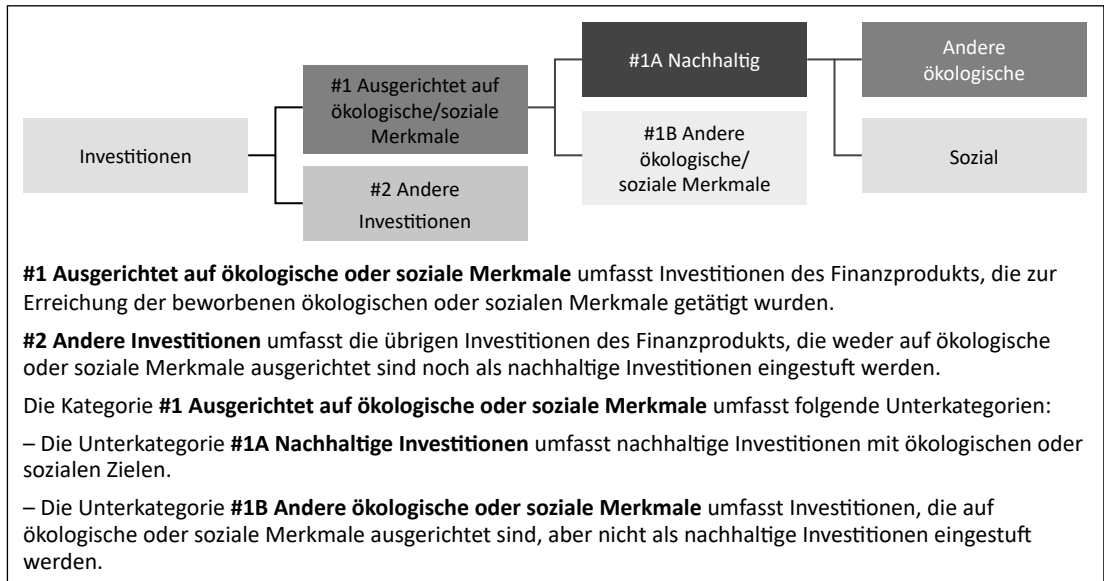 Investitionen
#1 Ausgerichtet auf
ökologische/soziale
Merkmale
#2 Andere
Investitionen
#1A Nachhaltig
#1B Andere
ökologische/
soziale Merkmale
Andere
ökologische
Sozial
#1 Ausgerichtet auf ökologische oder soziale Merkmale umfasst Investitionen des Finanzprodukts, die zur
Erreichung der beworbenen ökologischen oder sozialen Merkmale getätigt wurden.
#2 Andere Investitionen umfasst die übrigen Investitionen des Finanzprodukts, die weder auf ökologische
oder soziale Merkmale ausgerichtet sind noch als nachhaltige Investitionen eingestuft werden.
Die Kategorie #1 Ausgerichtet auf ökologische oder soziale Merkmale umfasst folgende Unterkategorien:
– Die Unterkategorie #1A Nachhaltige Investitionen umfasst nachhaltige Investitionen mit ökologischen oder
sozialen Zielen.
– Die Unterkategorie #1B Andere ökologische oder soziale Merkmale umfasst Investitionen, die auf
ökologische oder soziale Merkmale ausgerichtet sind, aber nicht als nachhaltige Investitionen eingestuft
werden.